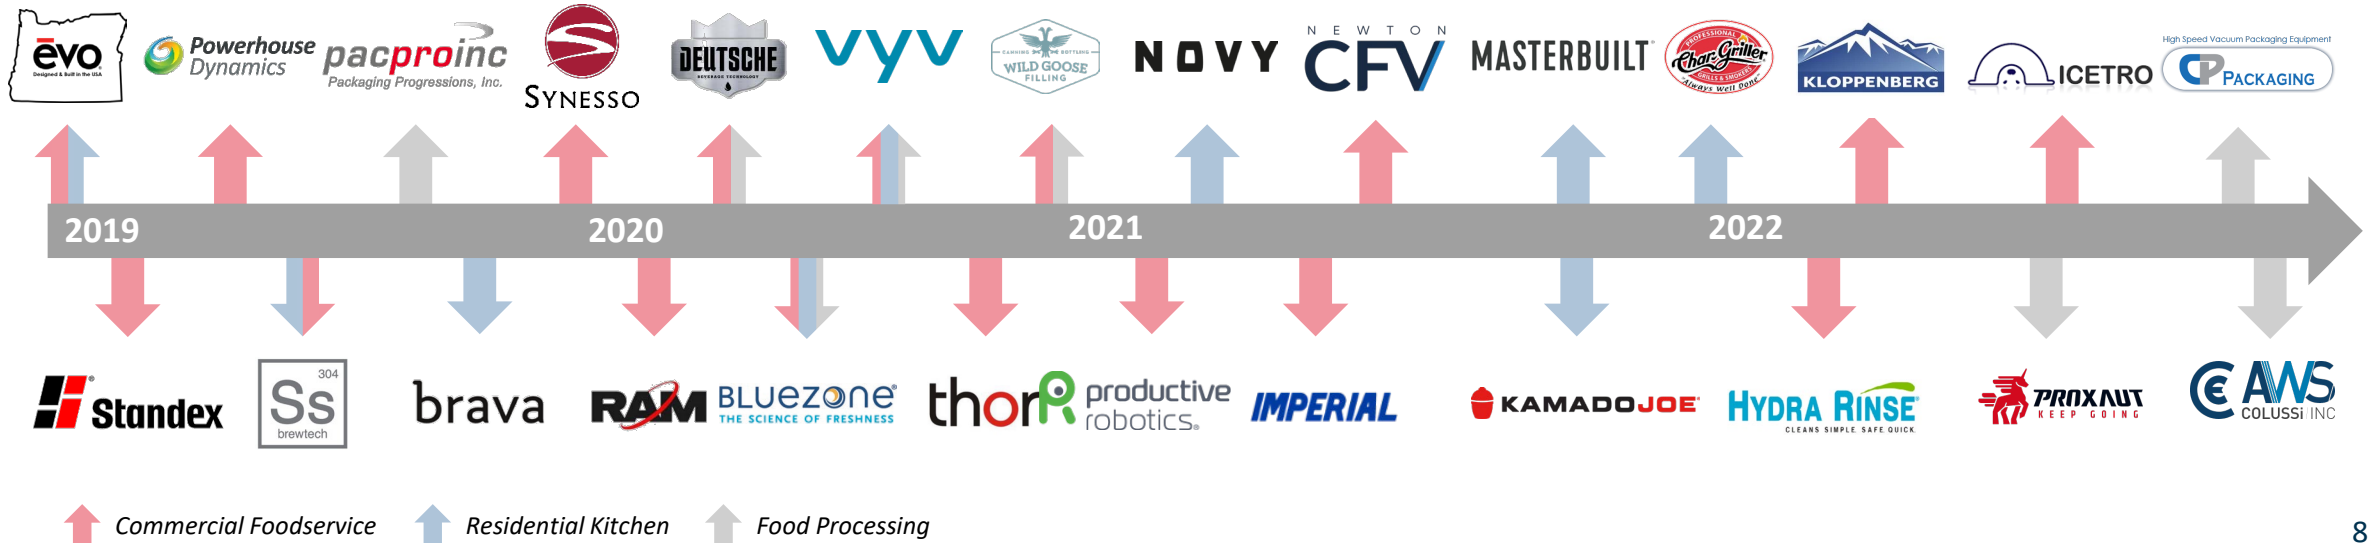 ēvo
Designed & Built in the USA
Powerhouse
Dynamics
pacproinc
Packaging Progressions, Inc.
SYNESSO
DEUTSCHE
BEVERAGE TECHNOLOGY
vyv
CANNING BOTTLING
WILD GOOSE
FILLING
NOVY
NEWTON
CFV
MASTERBUILT
PROFESSIONAL
Char-Griller
GRILLS & SMOKERS
"Always Well Done"
KLOPPENBERG
ICETRO
High Speed Vacuum Packaging Equipment
CP PACKAGING
2019
2020
2021
2022
Standex®
304
Ss
brewtech
brava
RAM
BLUEZONE®
THE SCIENCE OF FRESHNESS
thor
R productive
robotics®
IMPERIAL
KAMADOJOE®
HYDRA RINSE
CLEANS SIMPLE. SAFE. QUICK.
PROXAUT
KEEP GOING
CE AWS
COLUSSi INC
Commercial Foodservice
Residential Kitchen
Food Processing
8